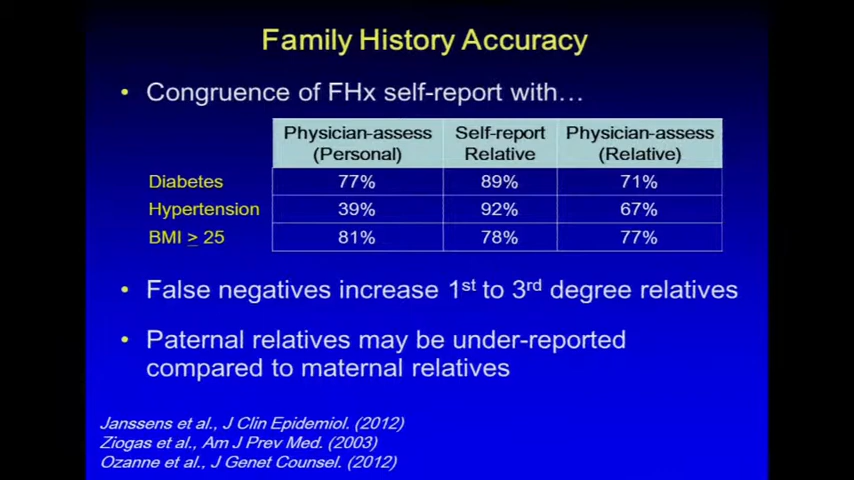 Family History Accuracy
• Congruence of FHx self-report with…
Physician-assess (Personal) Self-report Relative Physician-assess (Relative)
Diabetes 77% 89% 71%
Hypertension 39% 92% 67%
BMI ≥ 25 81% 78% 77%
• False negatives increase 1st to 3rd degree relatives
• Paternal relatives may be under-reported
compared to maternal relatives
Janssens et al., J Clin Epidemiol. (2012)
Ziogas et al., Am J Prev Med. (2003)
Ozanne et al., J Genet Counsel. (2012)